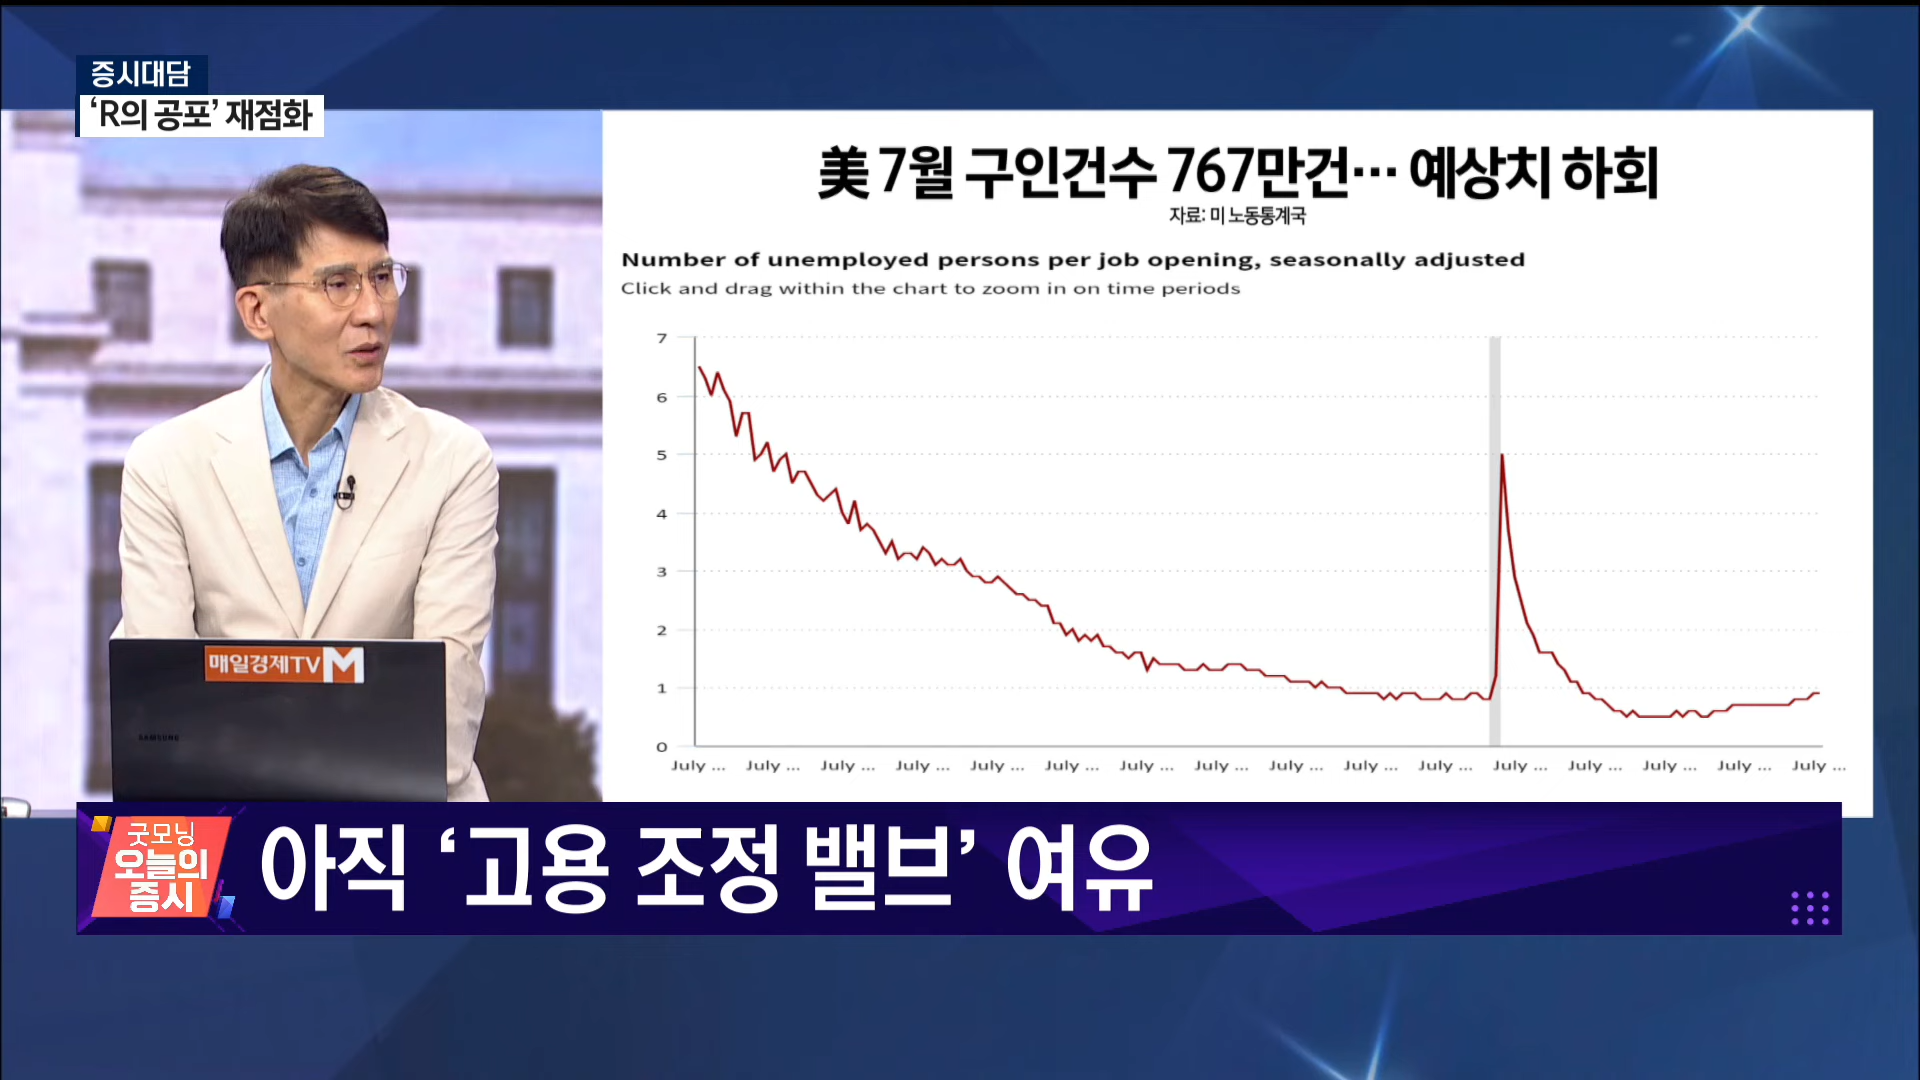 증시대담
‘R의 공포’ 재점화
美 7월 구인건수 767만건… 예상치 하회
자료: 미 노동통계국
Number of unemployed persons per job opening, seasonally adjusted
Click and drag within the chart to zoom in on time periods
7
6
5
4
3
2
1
0
July ... July ... July ... July ... July ... July ... July ... July ... July ... July ... July ... July ... July ... July ... July ... July ...
매일경제TV M
SAMSUNG
굿모닝
오늘의
증시
아직 ‘고용 조정 밸브’ 여유